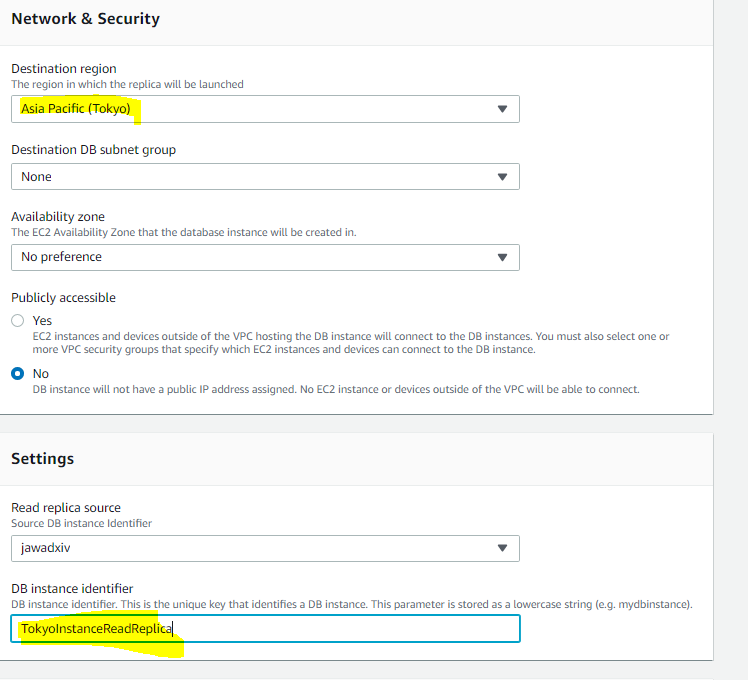 Network & Security
Destination region
The region in which the replica will be launched
Asia Pacific (Tokyo)
Destination DB subnet group
None
Availability zone
The EC2 Availability Zone that the database instance will be created in.
No preference
Publicly accessible
Yes
EC2 instances and devices outside of the VPC hosting the DB instance will connect to the DB instances. You must also select one or
more VPC security groups that specify which EC2 instances and devices can connect to the DB instance.
No
DB instance will not have a public IP address assigned. No EC2 instance or devices outside of the VPC will be able to connect.
Settings
Read replica source
Source DB instance Identifier
jawadxiv
DB instance identifier
DB instance identifier. This is the unique key that identifies a DB instance. This parameter is stored as a lowercase string (e.g. mydbinstance).
TokyoInstanceReadReplica